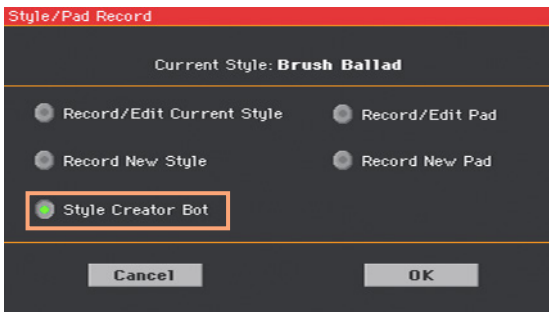 Style/Pad Record
Current Style: Brush Ballad
Record/Edit Current Style
Record/Edit Pad
Record New Style
Record New Pad
Style Creator Bot
Cancel
OK